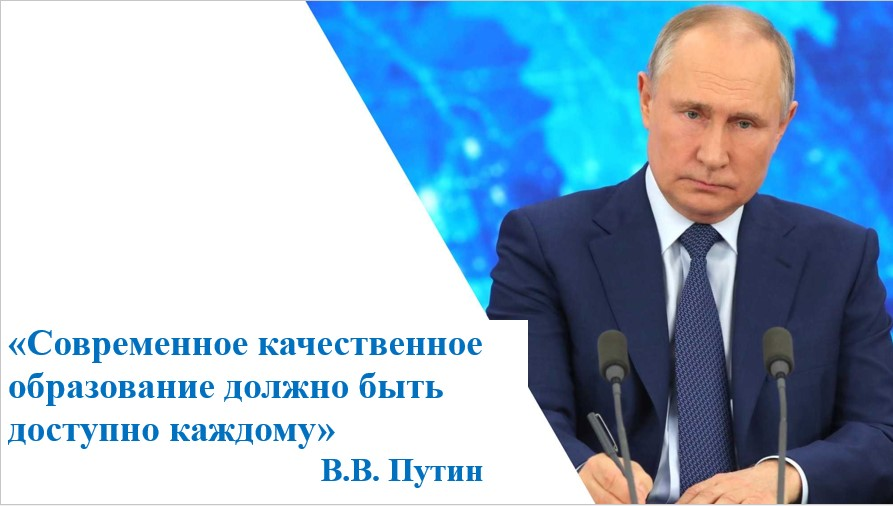 «Современное качественное
образование должно быть
доступно каждому»
В.В. Путин